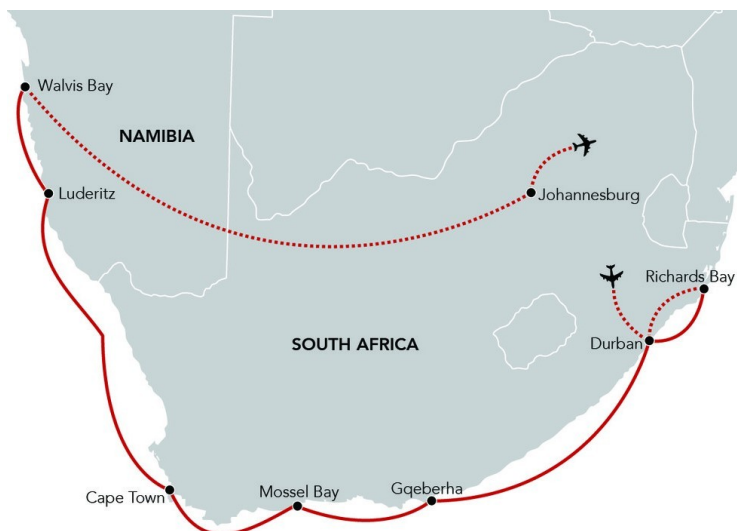 Walvis Bay
NAMIBIA
Luderitz
Johannesburg
Richards Bay
SOUTH AFRICA
Durban
Cape Town
Mossel Bay
Gqeberha